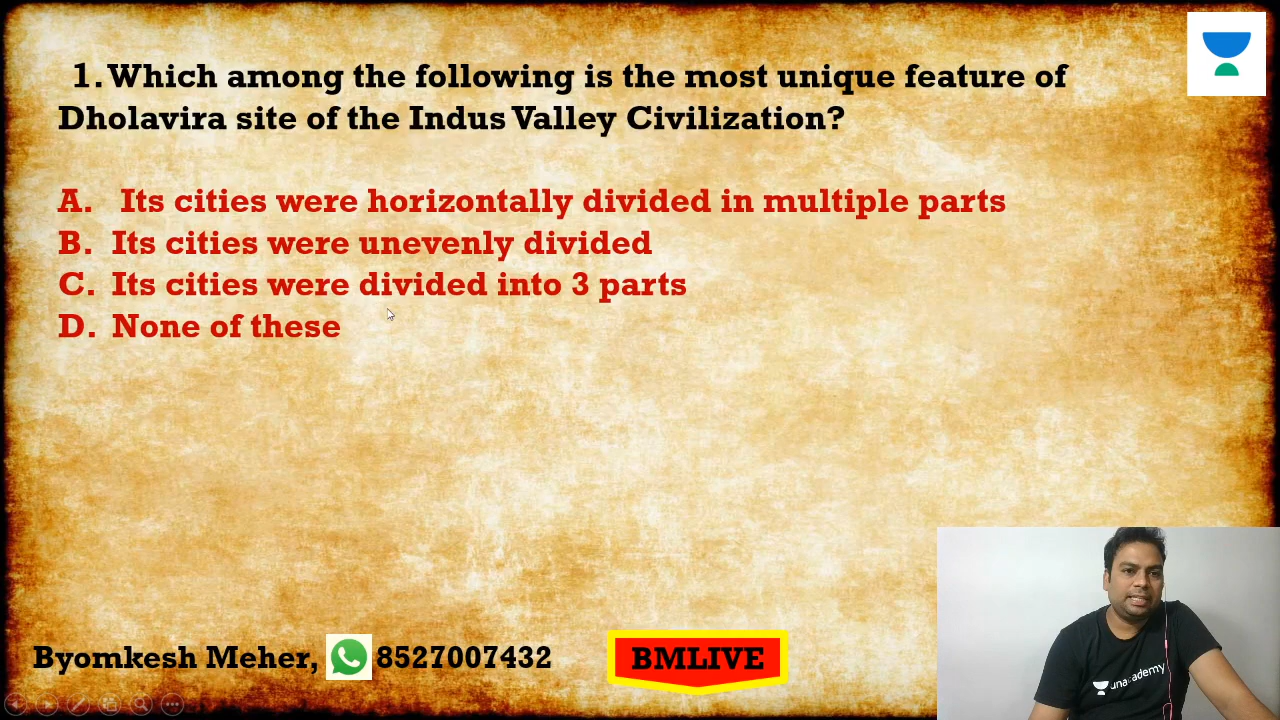 1. Which among the following is the most unique feature of
Dholavira site of the Indus Valley Civilization?
A. Its cities were horizontally divided in multiple parts
B. Its cities were unevenly divided
C. Its cities were divided into 3 parts
D. None of these
Byomkesh Meher, 8527007432
BMLIVE
unacademy